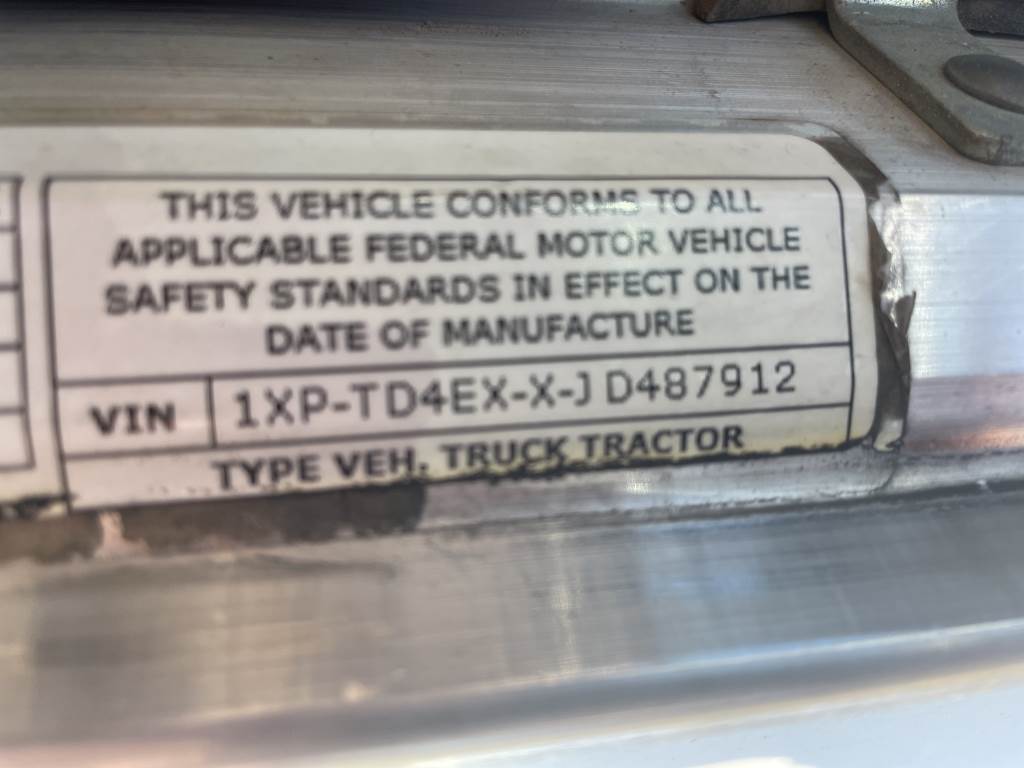 THIS VEHICLE CONFORMS TO ALL
APPLICABLE FEDERAL MOTOR VEHICLE
SAFETY STANDARDS IN EFFECT ON THE
DATE OF MANUFACTURE
VIN 1XP-TD4EX-X-JD487912
TYPE VEH. TRUCK TRACTOR